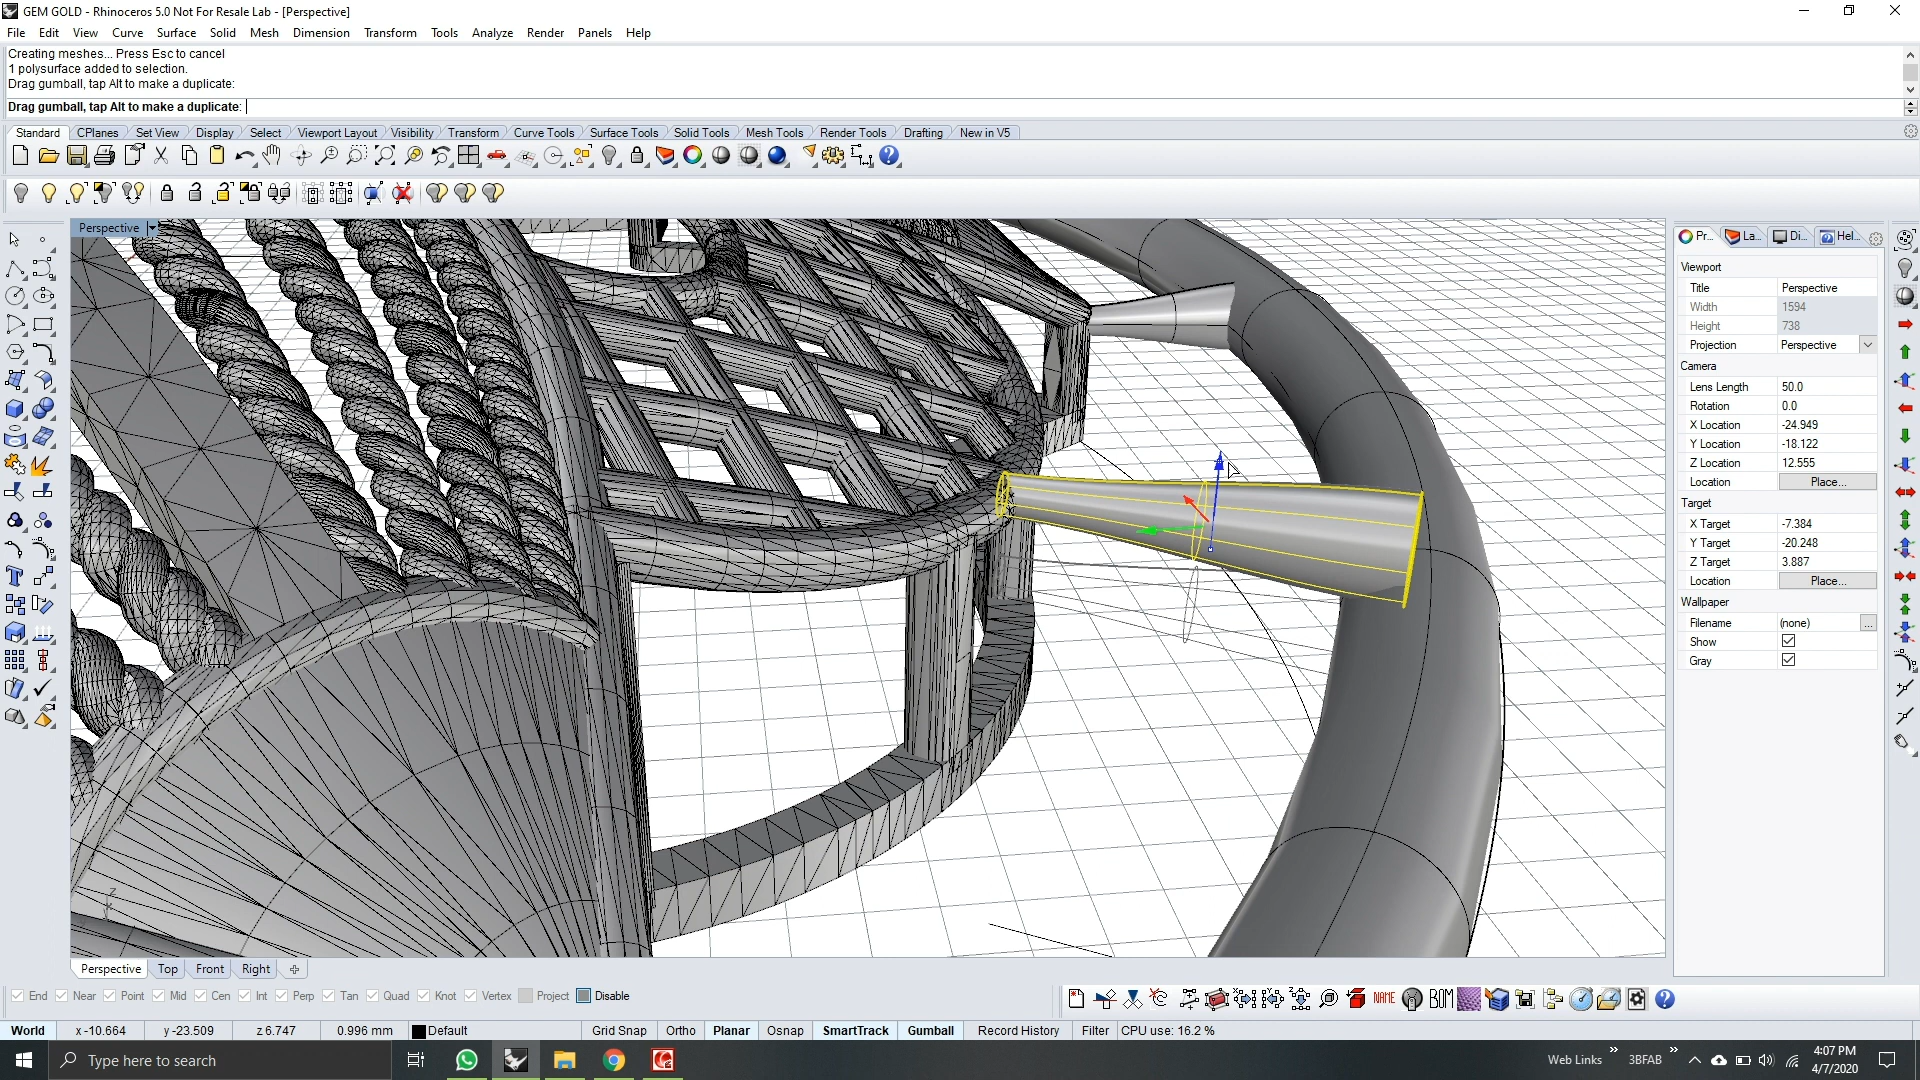 GEM GOLD - Rhinoceros 5.0 Not For Resale Lab - [Perspective]
File Edit View Curve Surface Solid Mesh Dimension Transform Tools Analyze Render Panels Help
Creating meshes... Press Esc to cancel
1 polysurface added to selection.
Drag gumball, tap Alt to make a duplicate:
Drag gumball, tap Alt to make a duplicate:
Standard CPlanes Set View Display Select Viewport Layout Visibility Transform Curve Tools Surface Tools Solid Tools Mesh Tools Render Tools Drafting New in V5
Perspective
Pr... La... Di... Hel...
Viewport
Title Perspective
Width 1594
Height 738
Projection Perspective
Camera
Lens Length 50.0
Rotation 0.0
X Location -24.949
Y Location -18.122
Z Location 12.555
Location Place...
Target
X Target -7.384
Y Target -20.248
Z Target 3.887
Location Place...
Wallpaper
Filename (none) ...
Show
Gray
z
Perspective Top Front Right
End Near Point Mid Cen Int Perp Tan Quad Knot Vertex Project Disable
NAME BOM
World x -10.664 y -23.509 z 6.747 0.996 mm Default Grid Snap Ortho Planar Osnap SmartTrack Gumball Record History Filter CPU use: 16.2 %
Type here to search
Web Links » 3BFAB »
4:07 PM
4/7/2020